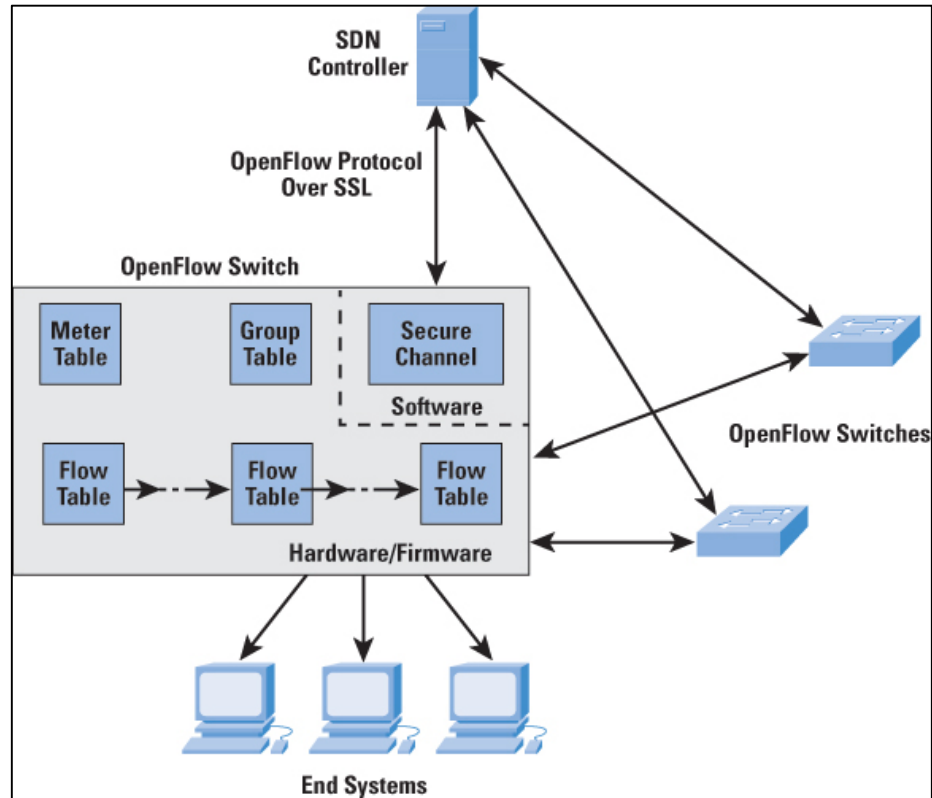 SDN
Controller
OpenFlow Protocol
Over SSL
OpenFlow Switch
Meter
Table
Group
Table
Secure
Channel
Software
OpenFlow Switches
Flow
Table
Flow
Table
Flow
Table
Hardware/Firmware
End Systems